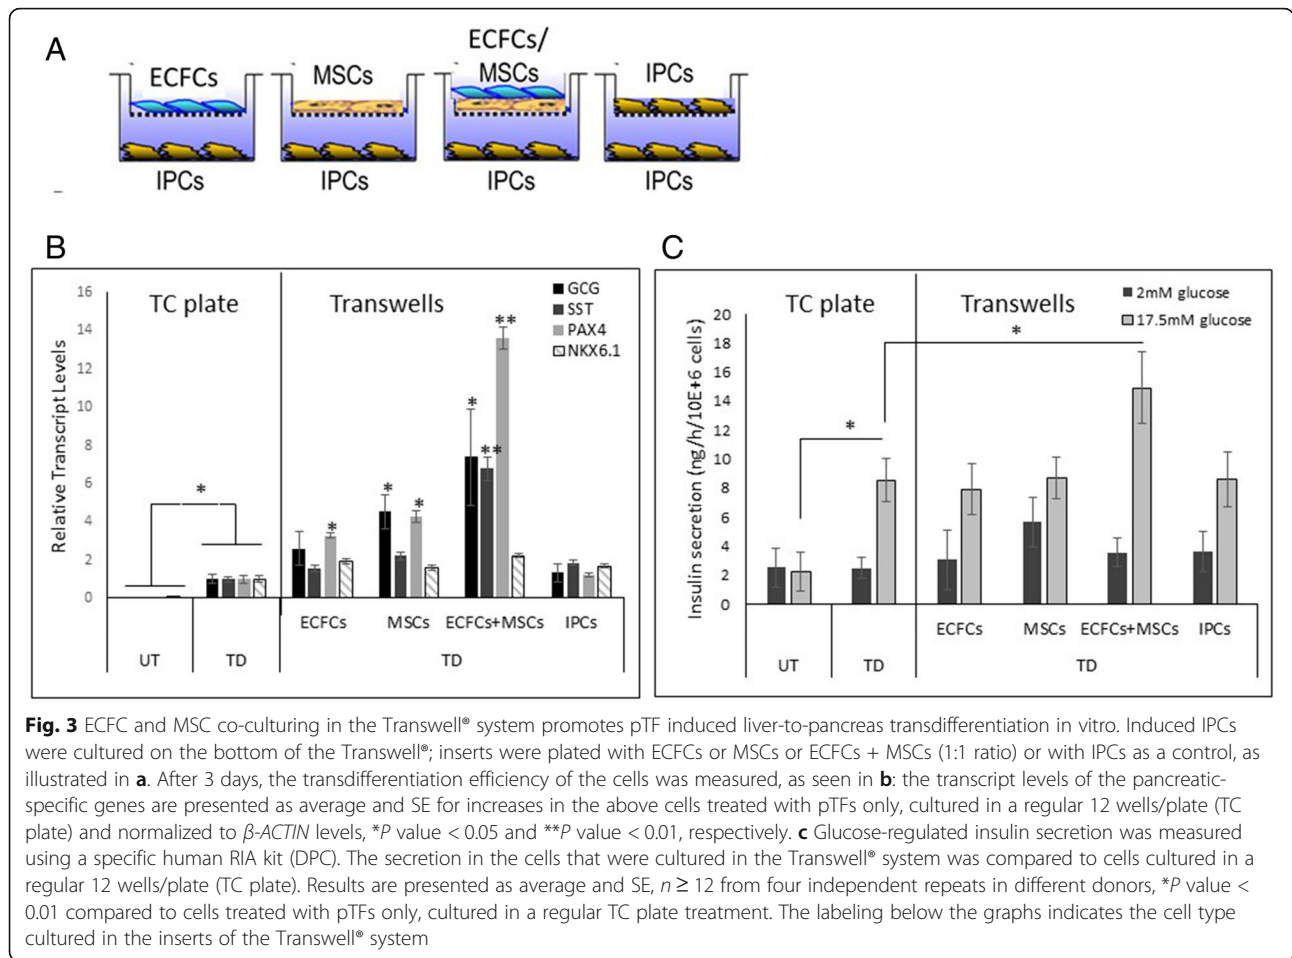 A
ECFCs
MSCs
ECFCs/
MSCs
IPCs
IPCs
IPCs
IPCs
IPCs
B
TC plate
Transwells
GCG
SST
PAX4
NKX6.1
Relative Transcript Levels
16
14
12
10
8
6
4
2
0
*
*
*
*
*
**
**
ECFCs
MSCs
ECFCs+MSCs
IPCs
UT
TD
TD
C
TC plate
Transwells
2mM glucose
17.5mM glucose
Insulin secretion (ng/h/10E+6 cells)
20
18
16
14
12
10
8
6
4
2
0
*
*
ECFCs
MSCs
ECFCs+MSCs
IPCs
UT
TD
TD
Fig. 3 ECFC and MSC co-culturing in the Transwell® system promotes pTF induced liver-to-pancreas transdifferentiation in vitro. Induced IPCs
were cultured on the bottom of the Transwell®; inserts were plated with ECFCs or MSCs or ECFCs + MSCs (1:1 ratio) or with IPCs as a control, as
illustrated in a. After 3 days, the transdifferentiation efficiency of the cells was measured, as seen in b: the transcript levels of the pancreatic-
specific genes are presented as average and SE for increases in the above cells treated with pTFs only, cultured in a regular 12 wells/plate (TC
plate) and normalized to β-ACTIN levels, *P value < 0.05 and **P value < 0.01, respectively. c Glucose-regulated insulin secretion was measured
using a specific human RIA kit (DPC). The secretion in the cells that were cultured in the Transwell® system was compared to cells cultured in a
regular 12 wells/plate (TC plate). Results are presented as average and SE, n ≥ 12 from four independent repeats in different donors, *P value <
0.01 compared to cells treated with pTFs only, cultured in a regular TC plate treatment. The labeling below the graphs indicates the cell type
cultured in the inserts of the Transwell® system